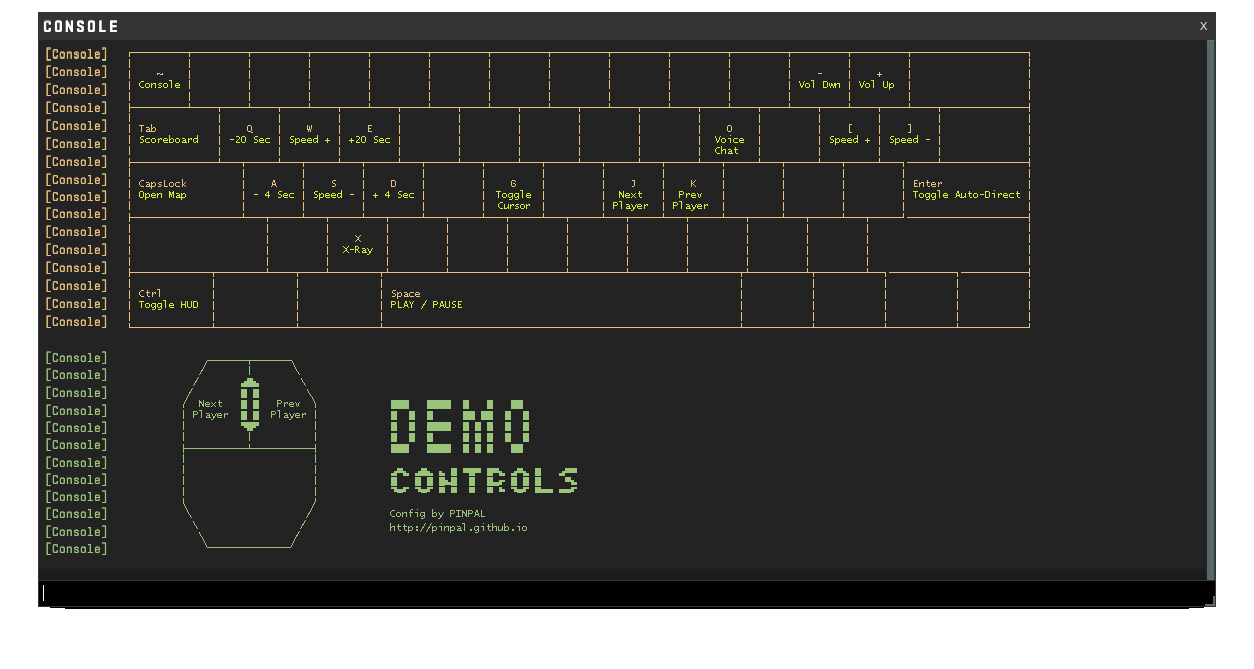 CONSOLE X
[Console]
[Console] ~ - +
[Console] Console Vol Dwn Vol Up
[Console]
[Console] Tab Q W E O [ ]
[Console] Scoreboard -20 Sec Speed + +20 Sec Voice Speed + Speed -
Chat
[Console]
[Console] CapsLock A S D G J K Enter
[Console] Open Map - 4 Sec Speed - + 4 Sec Toggle Next Prev Toggle Auto-Direct
[Console] Cursor Player Player
[Console] X
[Console] X-Ray
[Console]
[Console] Ctrl Space
[Console] Toggle HUD PLAY / PAUSE
[Console]
[Console]
[Console]
[Console]
[Console] Next Prev
[Console] Player Player
[Console] DEMO
[Console]
[Console]
[Console] CONTROLS
[Console] Config by PINPAL
[Console] http://pinpal.github.io
[Console]